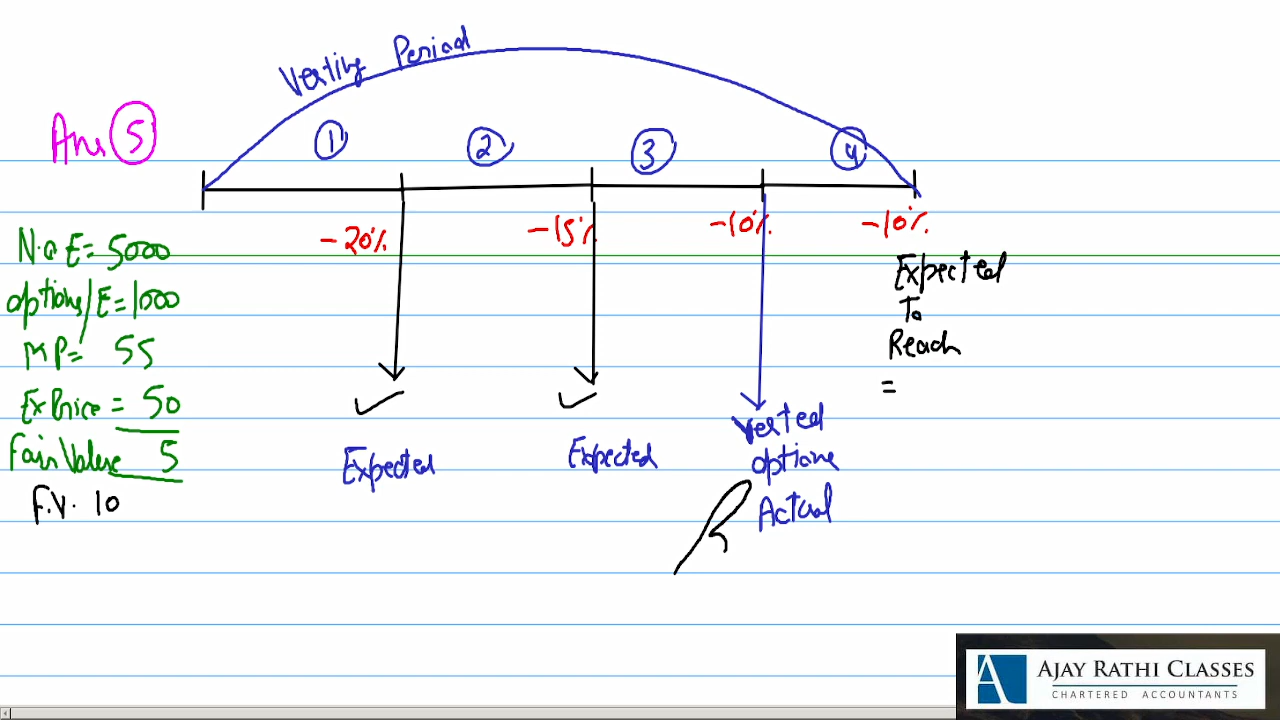 Vesting Period
Ans 5
1 2 3 4
-20% -15% -10% -10%
N.o E = 5000
options/E = 1000
MP = 55
Ex Price = 50
Fair Value 5
F.V. 10
Expected
Expected
Vested
options
Actual
Expected
To
Reach
=
AJAY RATHI CLASSES
CHARTERED ACCOUNTANTS